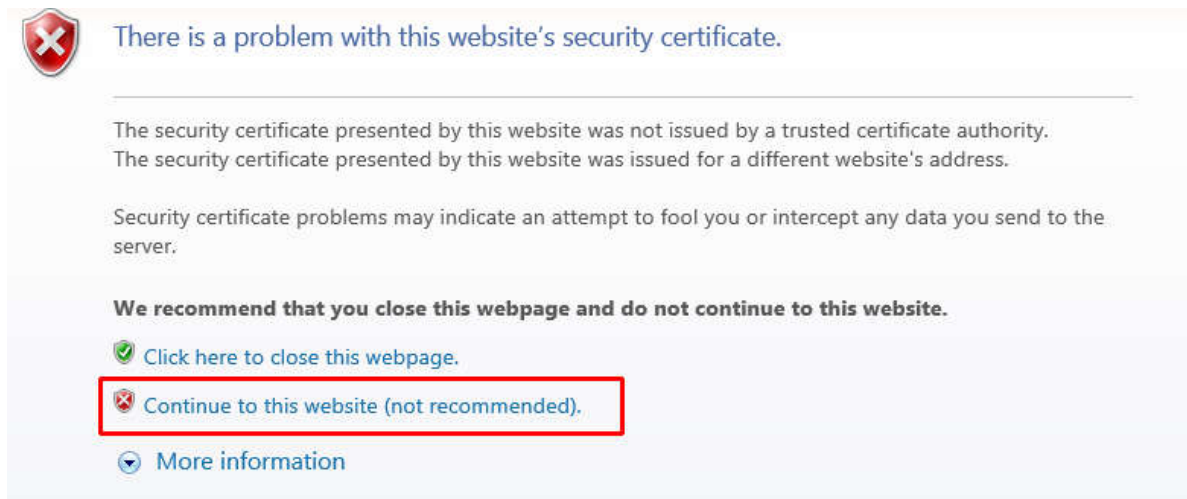 There is a problem with this website’s security certificate.
The security certificate presented by this website was not issued by a trusted certificate authority.
The security certificate presented by this website was issued for a different website's address.
Security certificate problems may indicate an attempt to fool you or intercept any data you send to the
server.
We recommend that you close this webpage and do not continue to this website.
Click here to close this webpage.
Continue to this website (not recommended).
More information